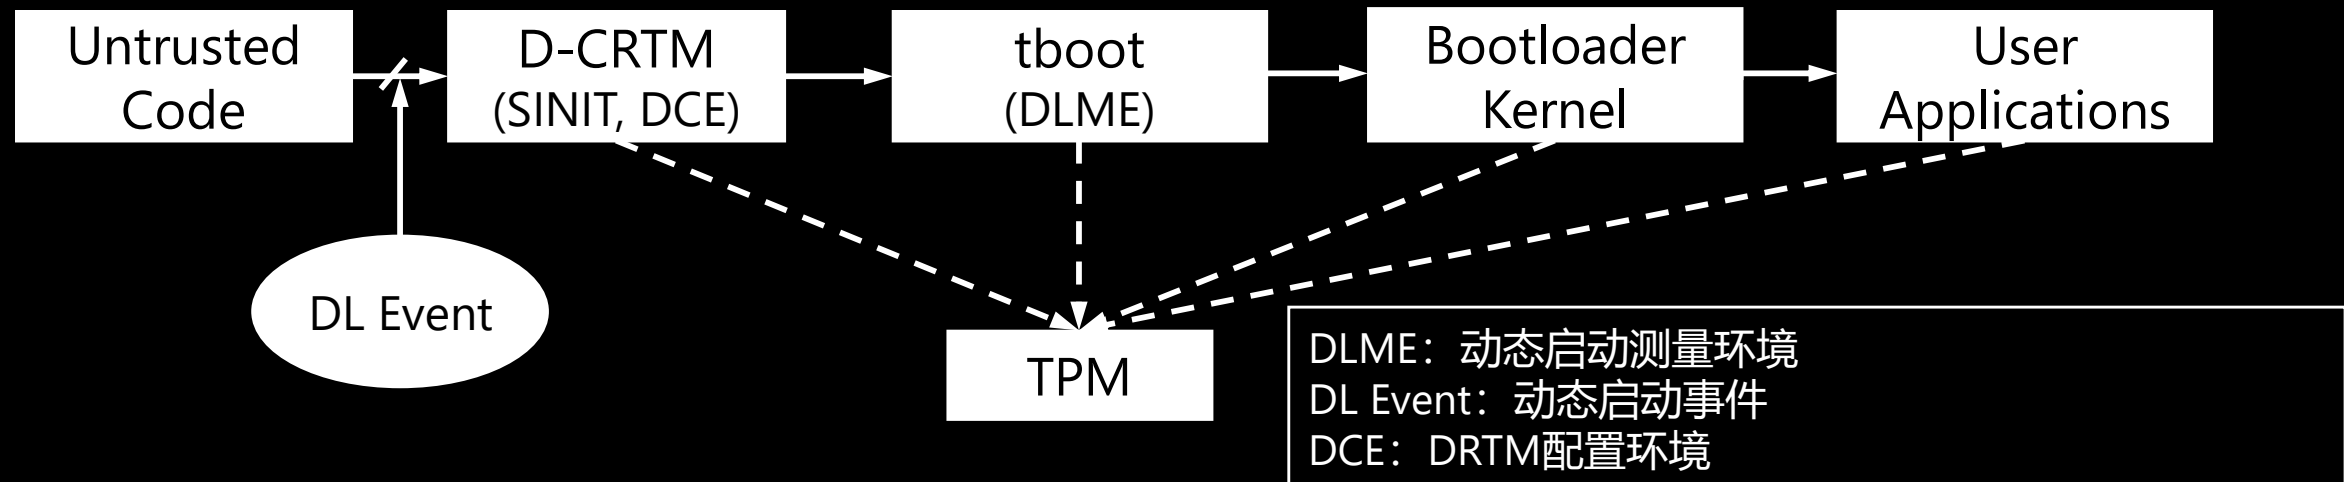 Untrusted
Code
D-CRTM
(SINIT, DCE)
tboot
(DLME)
Bootloader
Kernel
User
Applications
DL Event
TPM
DLME：动态启动测量环境
DL Event：动态启动事件
DCE：DRTM配置环境